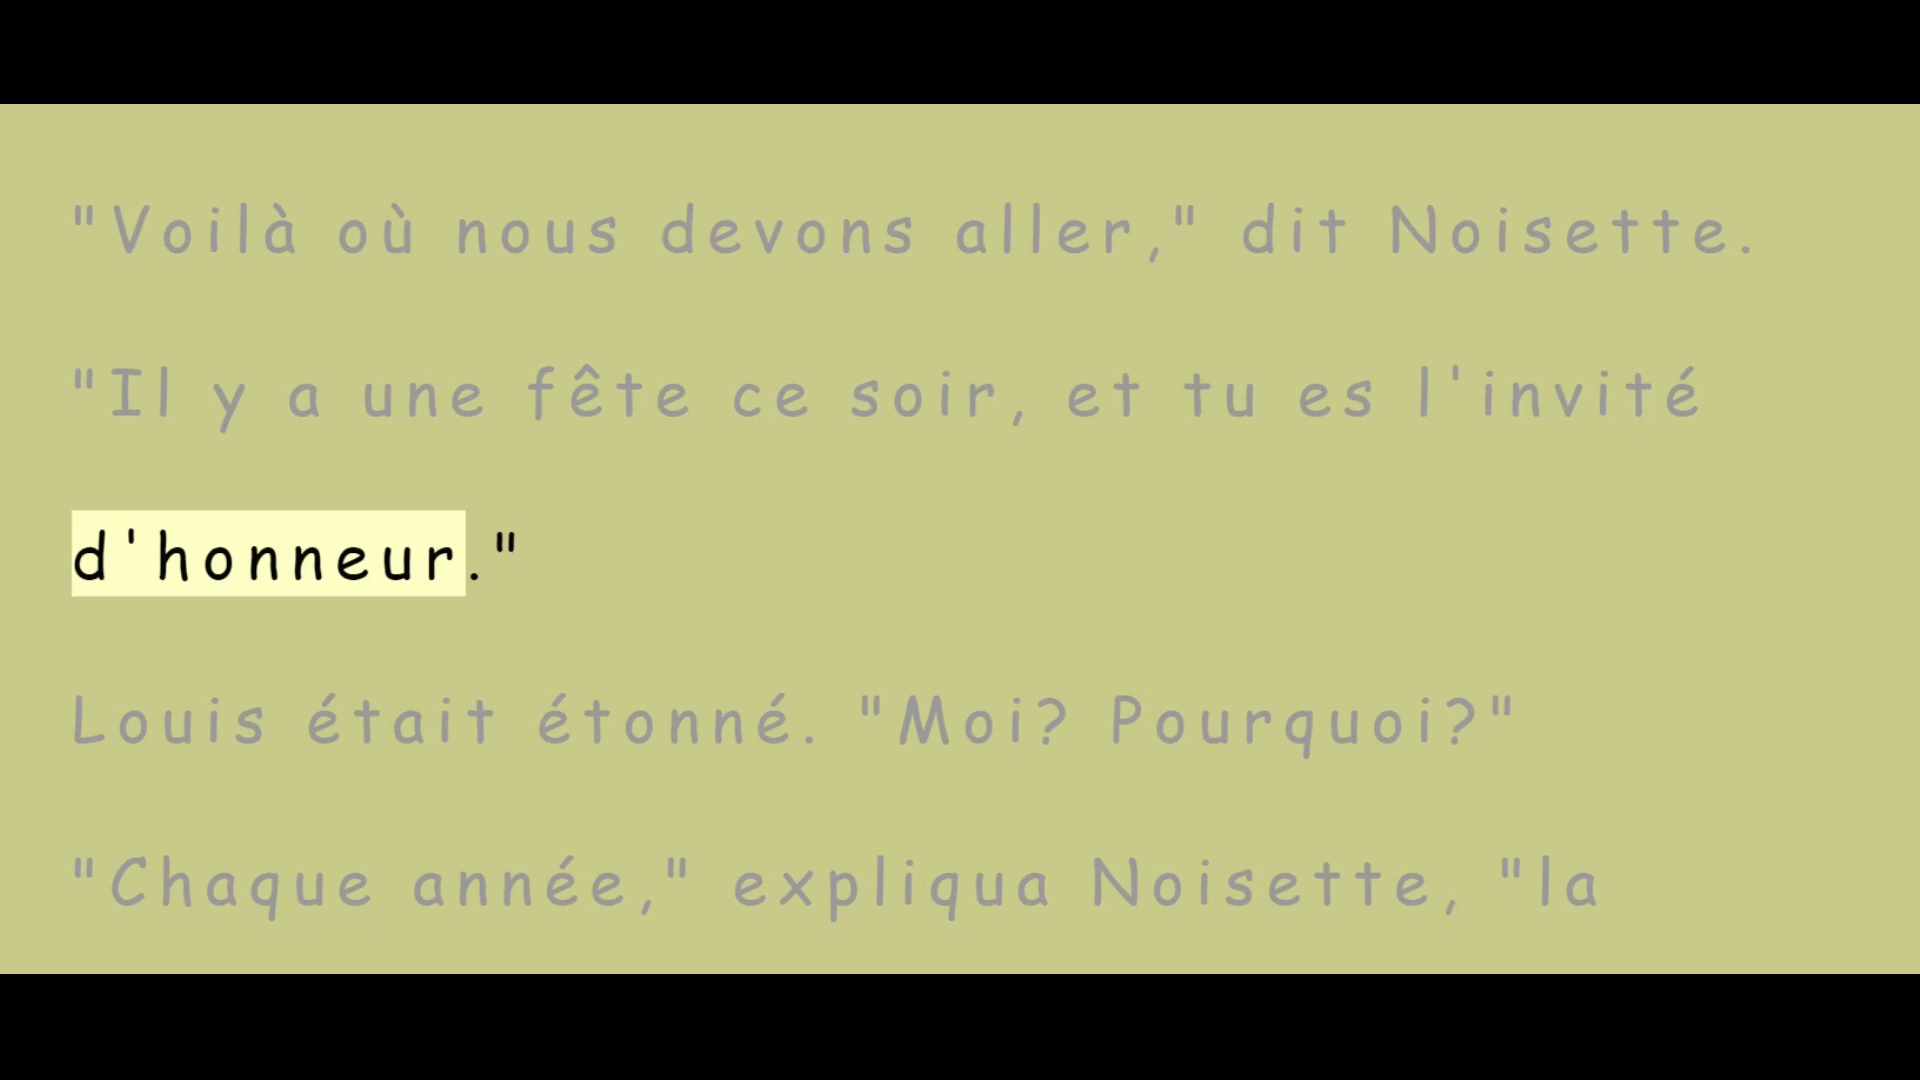 "Voilà où nous devons aller," dit Noisette.
"Il y a une fête ce soir, et tu es l'invité
d'honneur."
Louis était étonné. "Moi? Pourquoi?"
"Chaque année," expliqua Noisette, "la